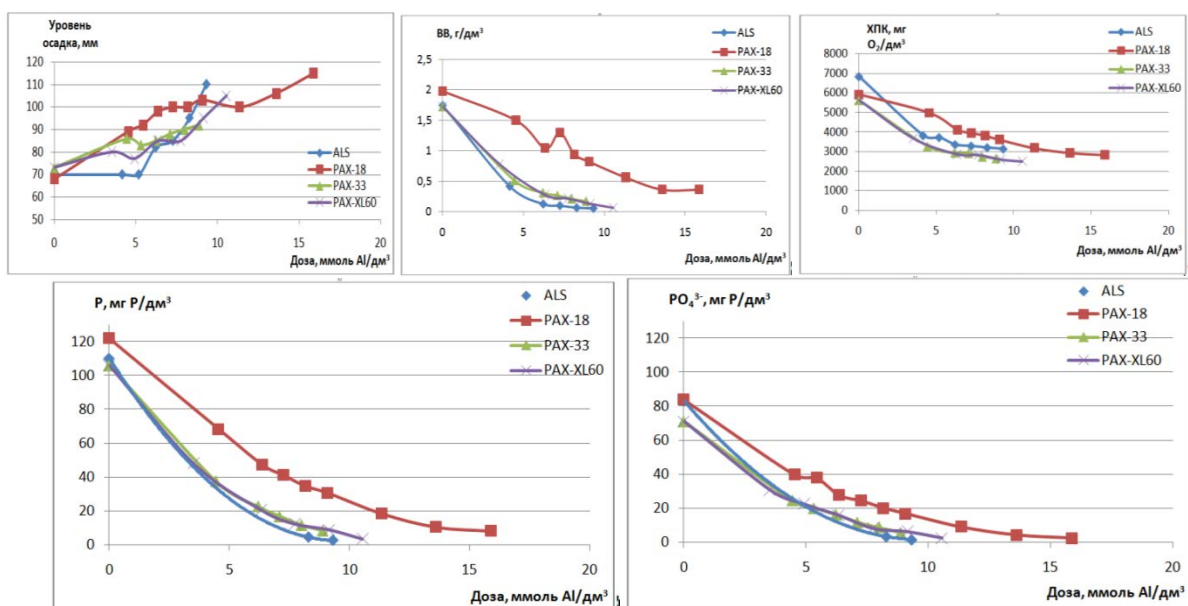 Уровень
осадка, мм
120
110
100
90
80
70
60
50
0
5
10
15
20
Доза, ммоль Al/дм³
ALS
PAX-18
PAX-33
PAX-XL60
ВВ, г/дм³
2,5
2
1,5
1
0,5
0
0
5
10
15
20
Доза, ммоль Al/дм³
ALS
PAX-18
PAX-33
PAX-XL60
ХПК, мг
O₂/дм³
8000
7000
6000
5000
4000
3000
2000
1000
0
0
5
10
15
20
Доза, ммоль Al/дм³
ALS
PAX-18
PAX-33
PAX-XL60
P, мг P/дм³
120
100
80
60
40
20
0
0
5
10
15
20
Доза, ммоль Al/дм³
ALS
PAX-18
PAX-33
PAX-XL60
PO₄³⁻, мг P/дм³
120
100
80
60
40
20
0
0
5
10
15
20
Доза, ммоль Al/дм³
ALS
PAX-18
PAX-33
PAX-XL60